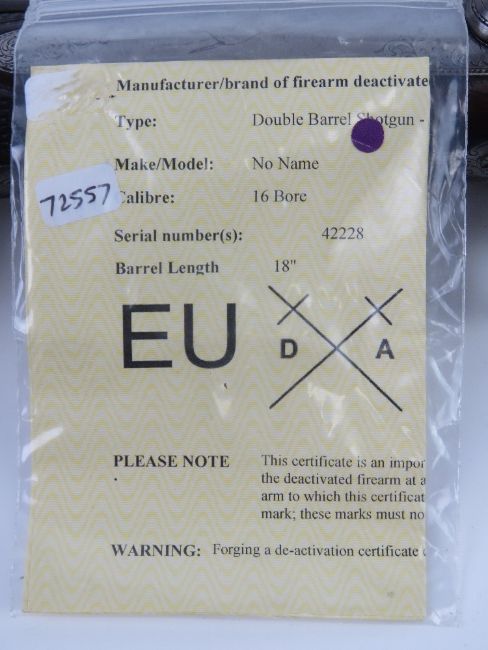 Manufacturer/brand of firearm deactivate
Type: Double Barrel Shotgun -
Make/Model: No Name
72557
Calibre: 16 Bore
Serial number(s): 42228
Barrel Length 18"
EU D A
PLEASE NOTE This certificate is an impor
the deactivated firearm at a
arm to which this certificat
mark; these marks must no
WARNING: Forging a de-activation certificate